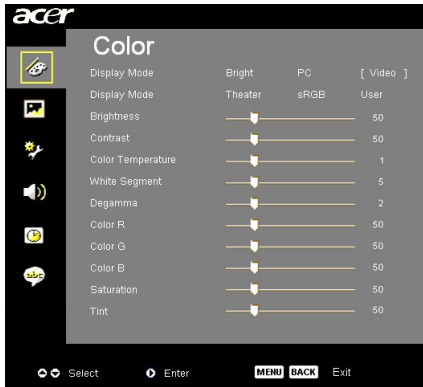 acer
Color
Display Mode Bright PC [ Video ]
Display Mode Theater sRGB User
Brightness 50
Contrast 50
Color Temperature 1
White Segment 5
Degamma 2
Color R 50
Color G 50
Color B 50
Saturation 50
Tint 50
abc
Select Enter MENU BACK Exit